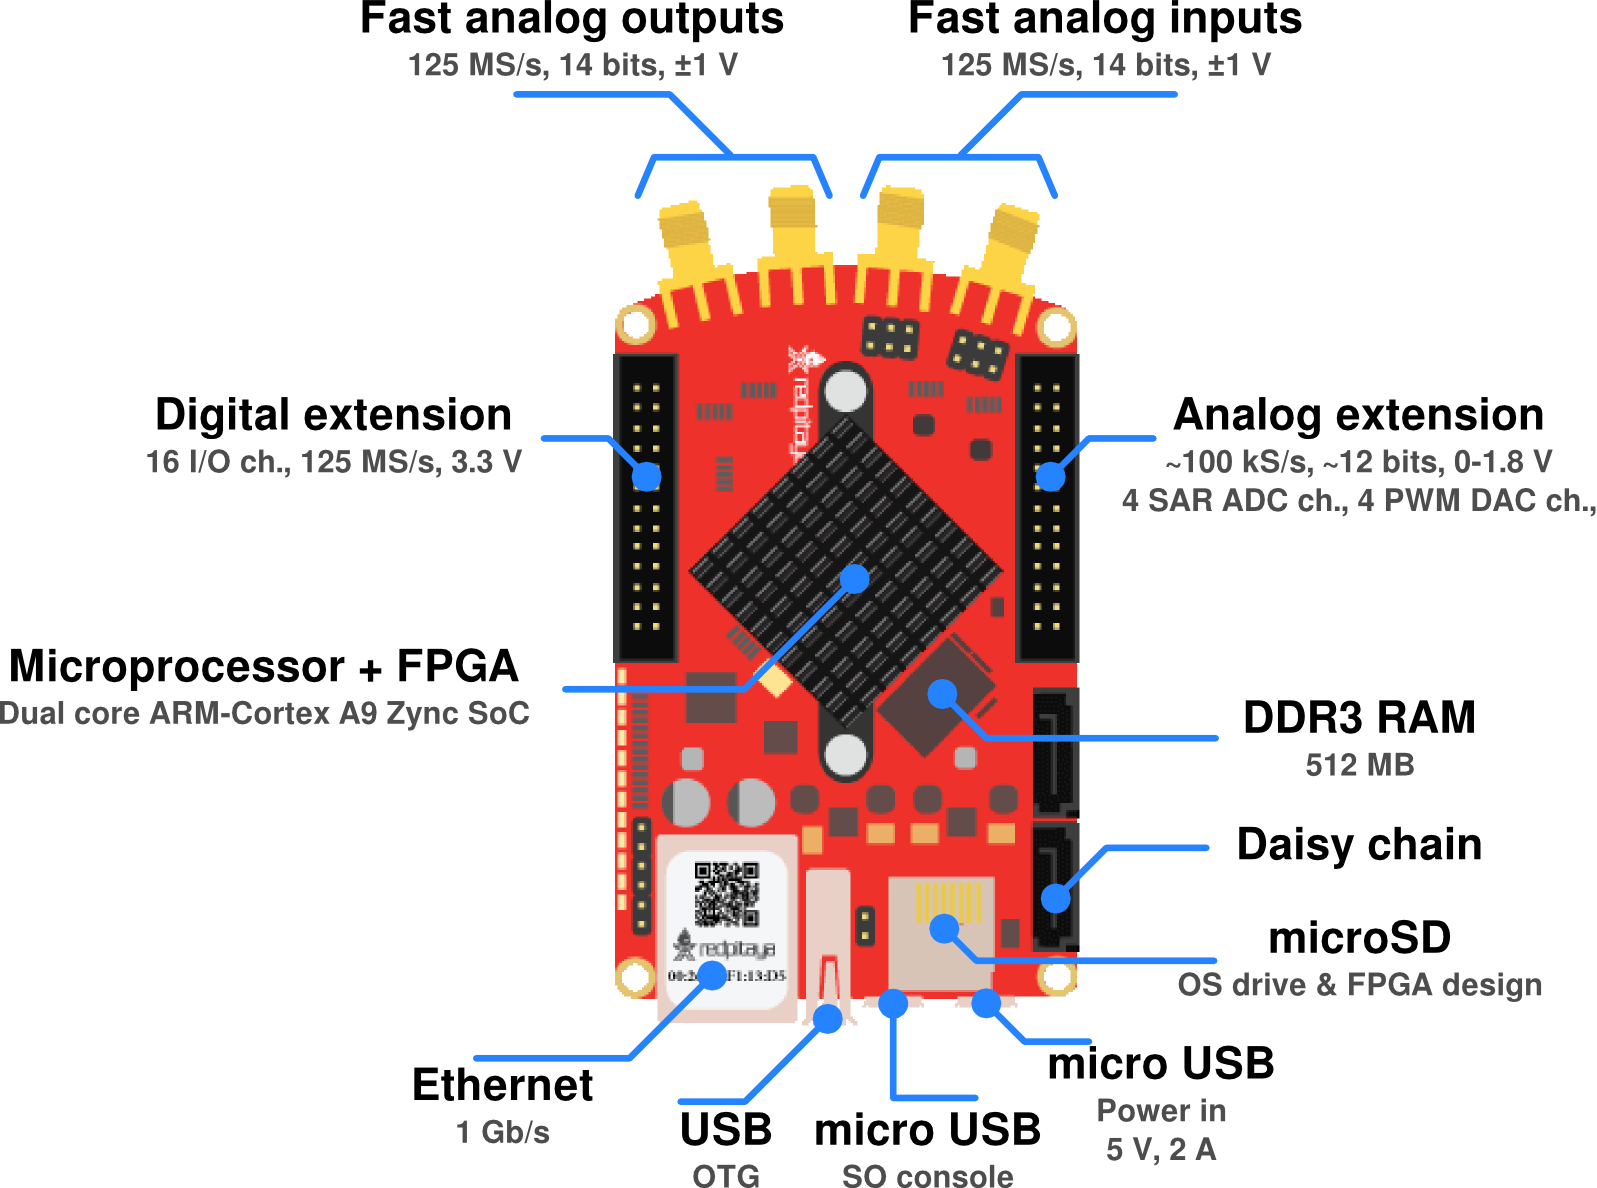 Fast analog outputs
125 MS/s, 14 bits, ±1 V
Fast analog inputs
125 MS/s, 14 bits, ±1 V
redpitaya
Digital extension
16 I/O ch., 125 MS/s, 3.3 V
Analog extension
~100 kS/s, ~12 bits, 0-1.8 V
4 SAR ADC ch., 4 PWM DAC ch.,
Microprocessor + FPGA
Dual core ARM-Cortex A9 Zync SoC
DDR3 RAM
512 MB
Daisy chain
microSD
OS drive & FPGA design
redpitaya
F1:13:D5
Ethernet
1 Gb/s
USB
OTG
micro USB
SO console
micro USB
Power in
5 V, 2 A